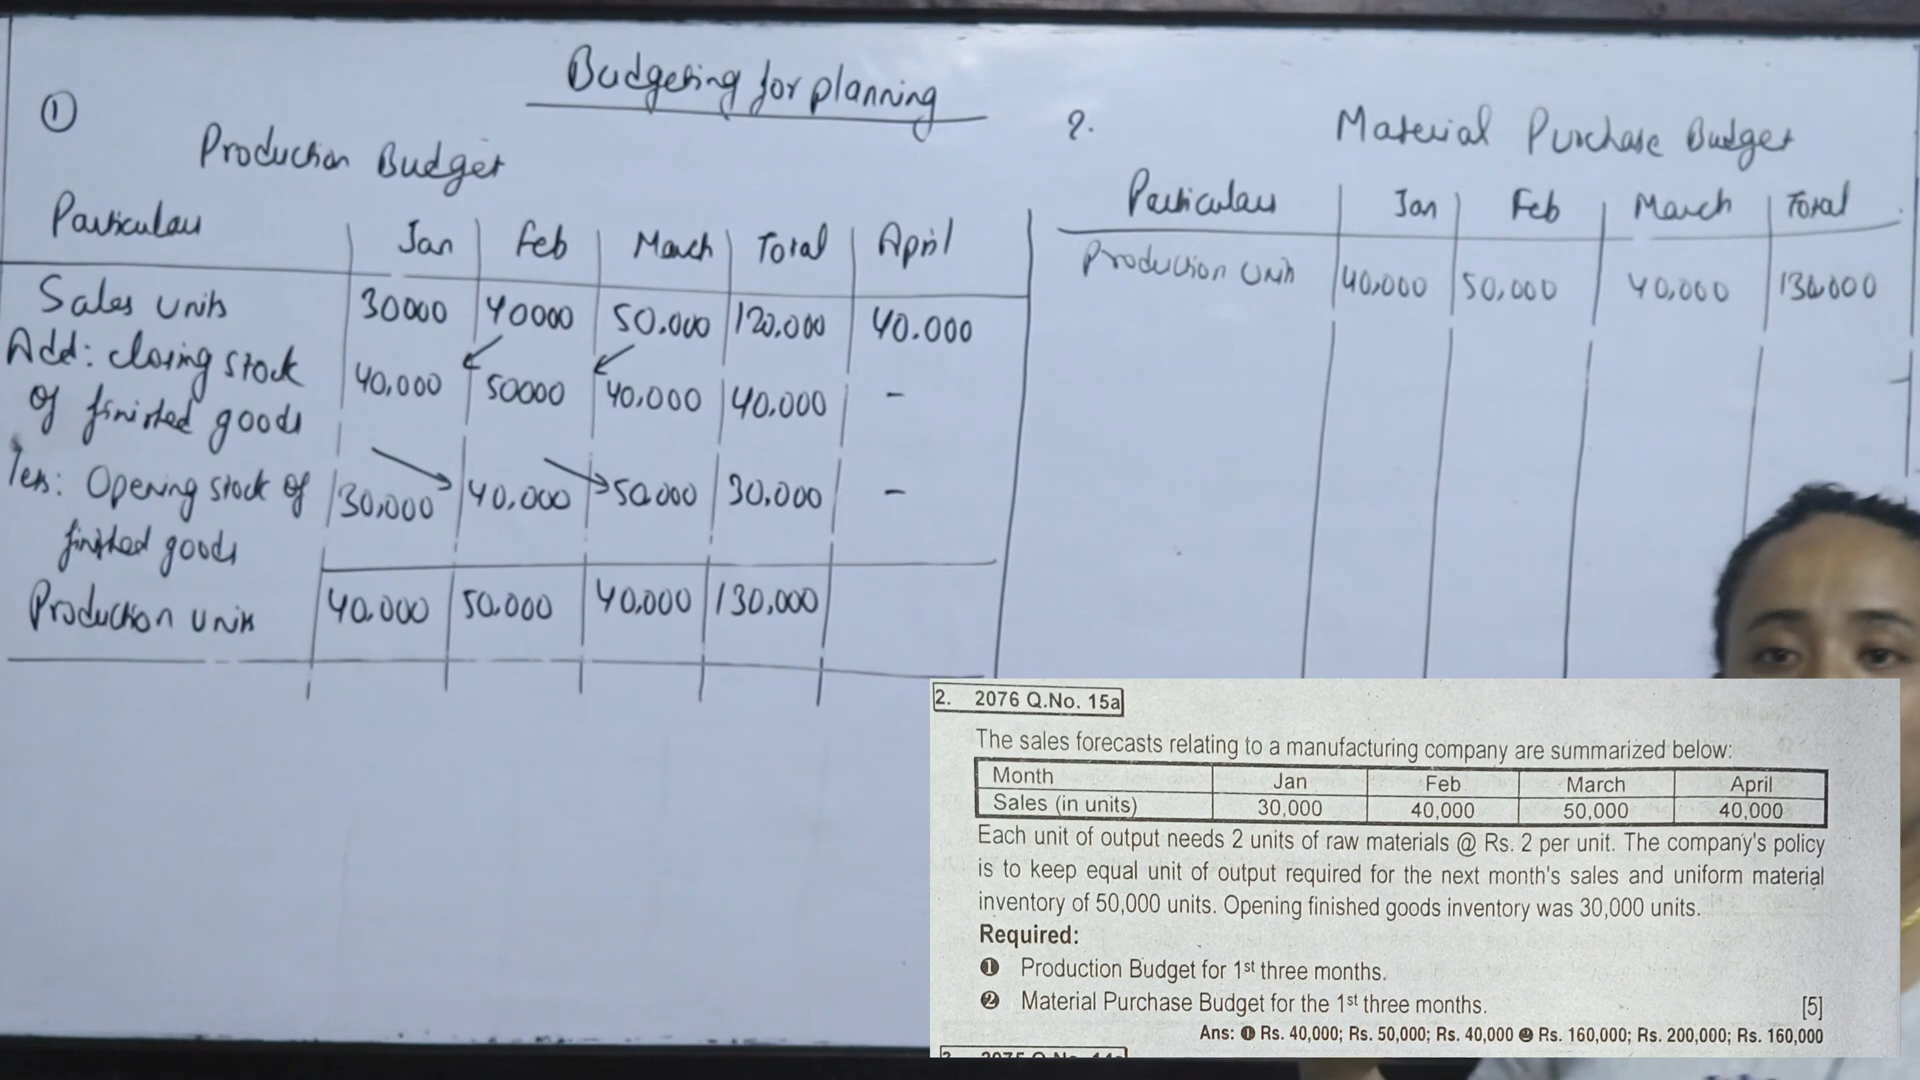 Budgeting for planning
①
Production Budget
Particulars Jan Feb March Total April
Sales units 30000 40000 50.000 120.000 40.000
Add: closing stock of finished goods 40,000 50000 40,000 40.000 -
Less: Opening stock of finished goods 30,000 40,000 50.000 30.000 -
Production units 40.000 50.000 40,000 130,000
2.
Material Purchase Budget
Particulars Jan Feb March Total
Production Unit 40,000 50,000 40,000 130,000
2. 2076 Q.No. 15a
The sales forecasts relating to a manufacturing company are summarized below:
Month Jan Feb March April
Sales (in units) 30,000 40,000 50,000 40,000
Each unit of output needs 2 units of raw materials @ Rs. 2 per unit. The company's policy
is to keep equal unit of output required for the next month's sales and uniform material
inventory of 50,000 units. Opening finished goods inventory was 30,000 units.
Required:
❶ Production Budget for 1st three months.
❷ Material Purchase Budget for the 1st three months. [5]
Ans: ❶ Rs. 40,000; Rs. 50,000; Rs. 40,000 ❷ Rs. 160,000; Rs. 200,000; Rs. 160,000